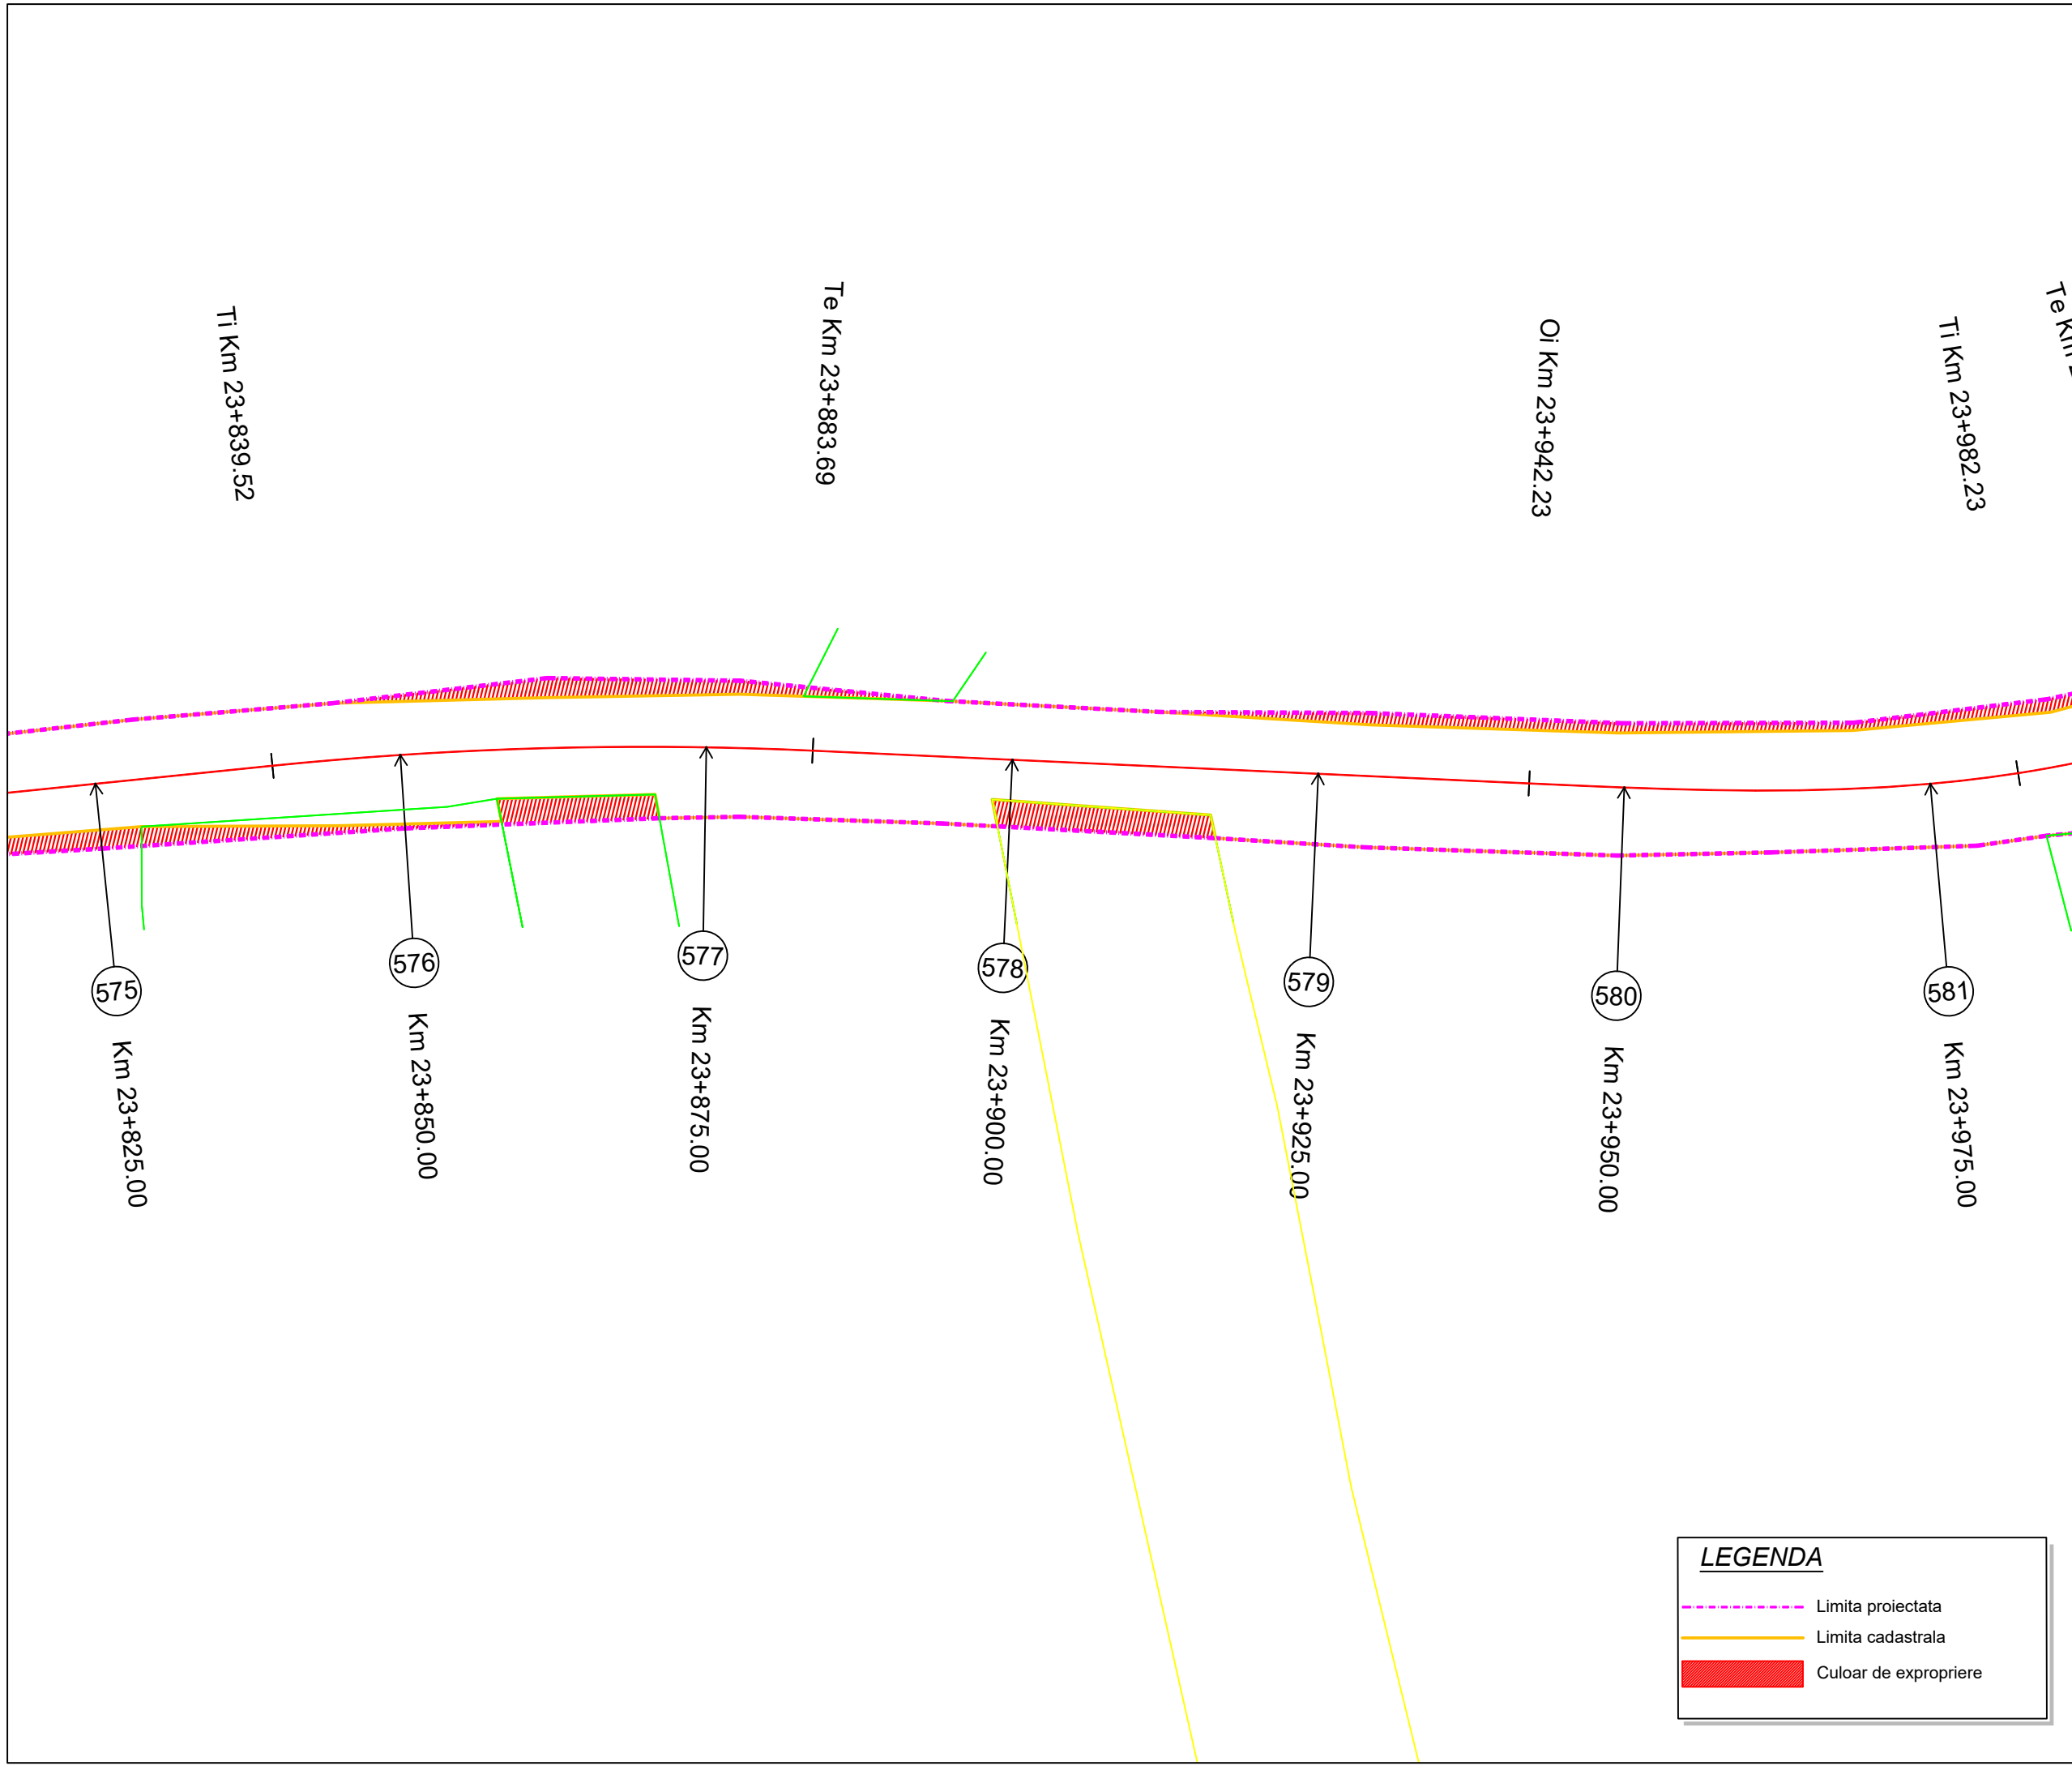 Ti Km 23+839.52
Te Km 23+883.69
Oi Km 23+942.23
Ti Km 23+982.23
Te Km
575
576
577
578
579
580
581
Km 23+825.00
Km 23+850.00
Km 23+875.00
Km 23+900.00
Km 23+925.00
Km 23+950.00
Km 23+975.00
LEGENDA
Limita proiectata
Limita cadastrala
Culoar de expropriere